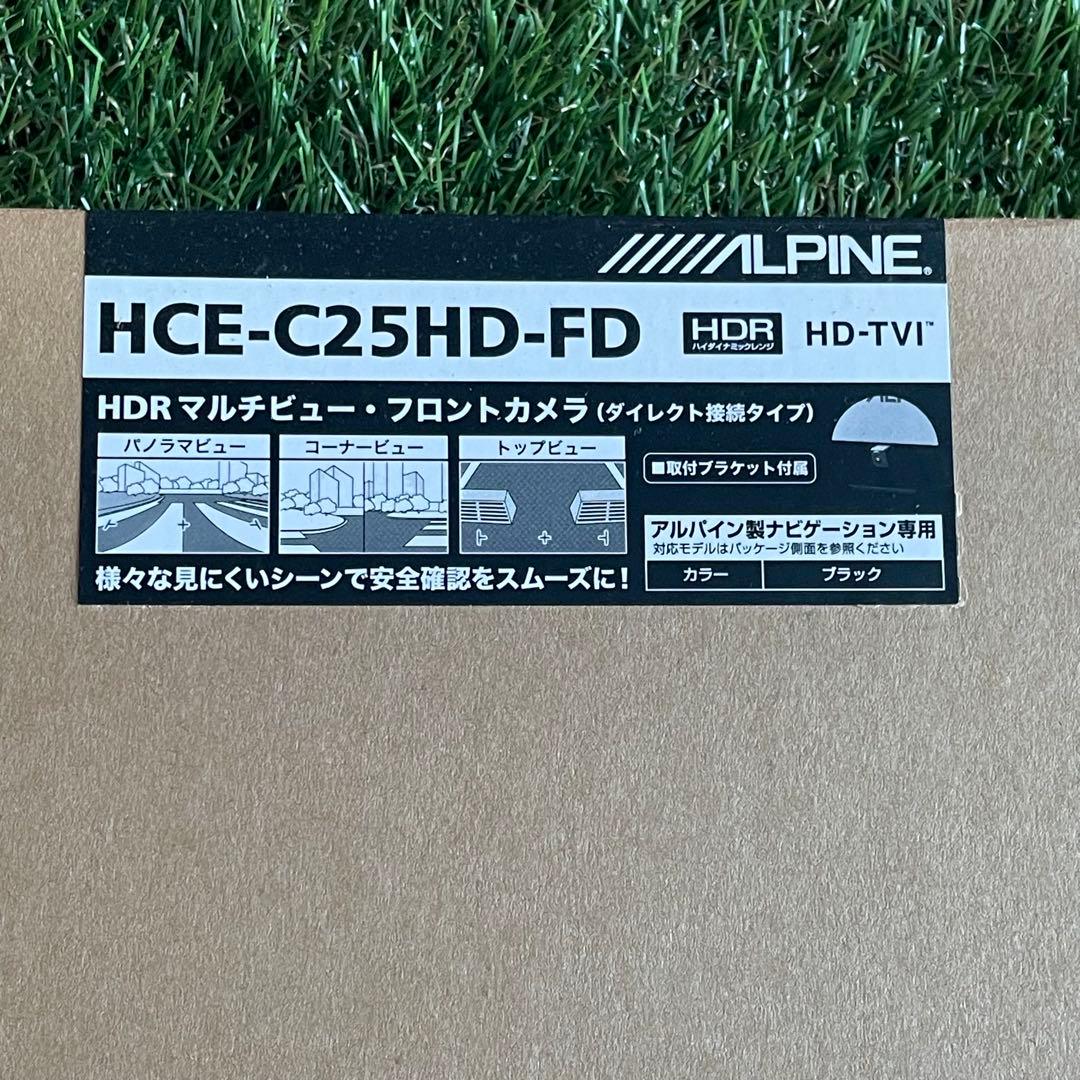 ALPINE®
HCE-C25HD-FD
HDR
ハイダイナミックレンジ
HD-TVI™
HDRマルチビュー・フロントカメラ(ダイレクト接続タイプ)
パノラマビュー
コーナービュー
トップビュー
■取付ブラケット付属
アルパイン製ナビゲーション専用
対応モデルはパッケージ側面を参照ください
カラー
ブラック
様々な見にくいシーンで安全確認をスムーズに!